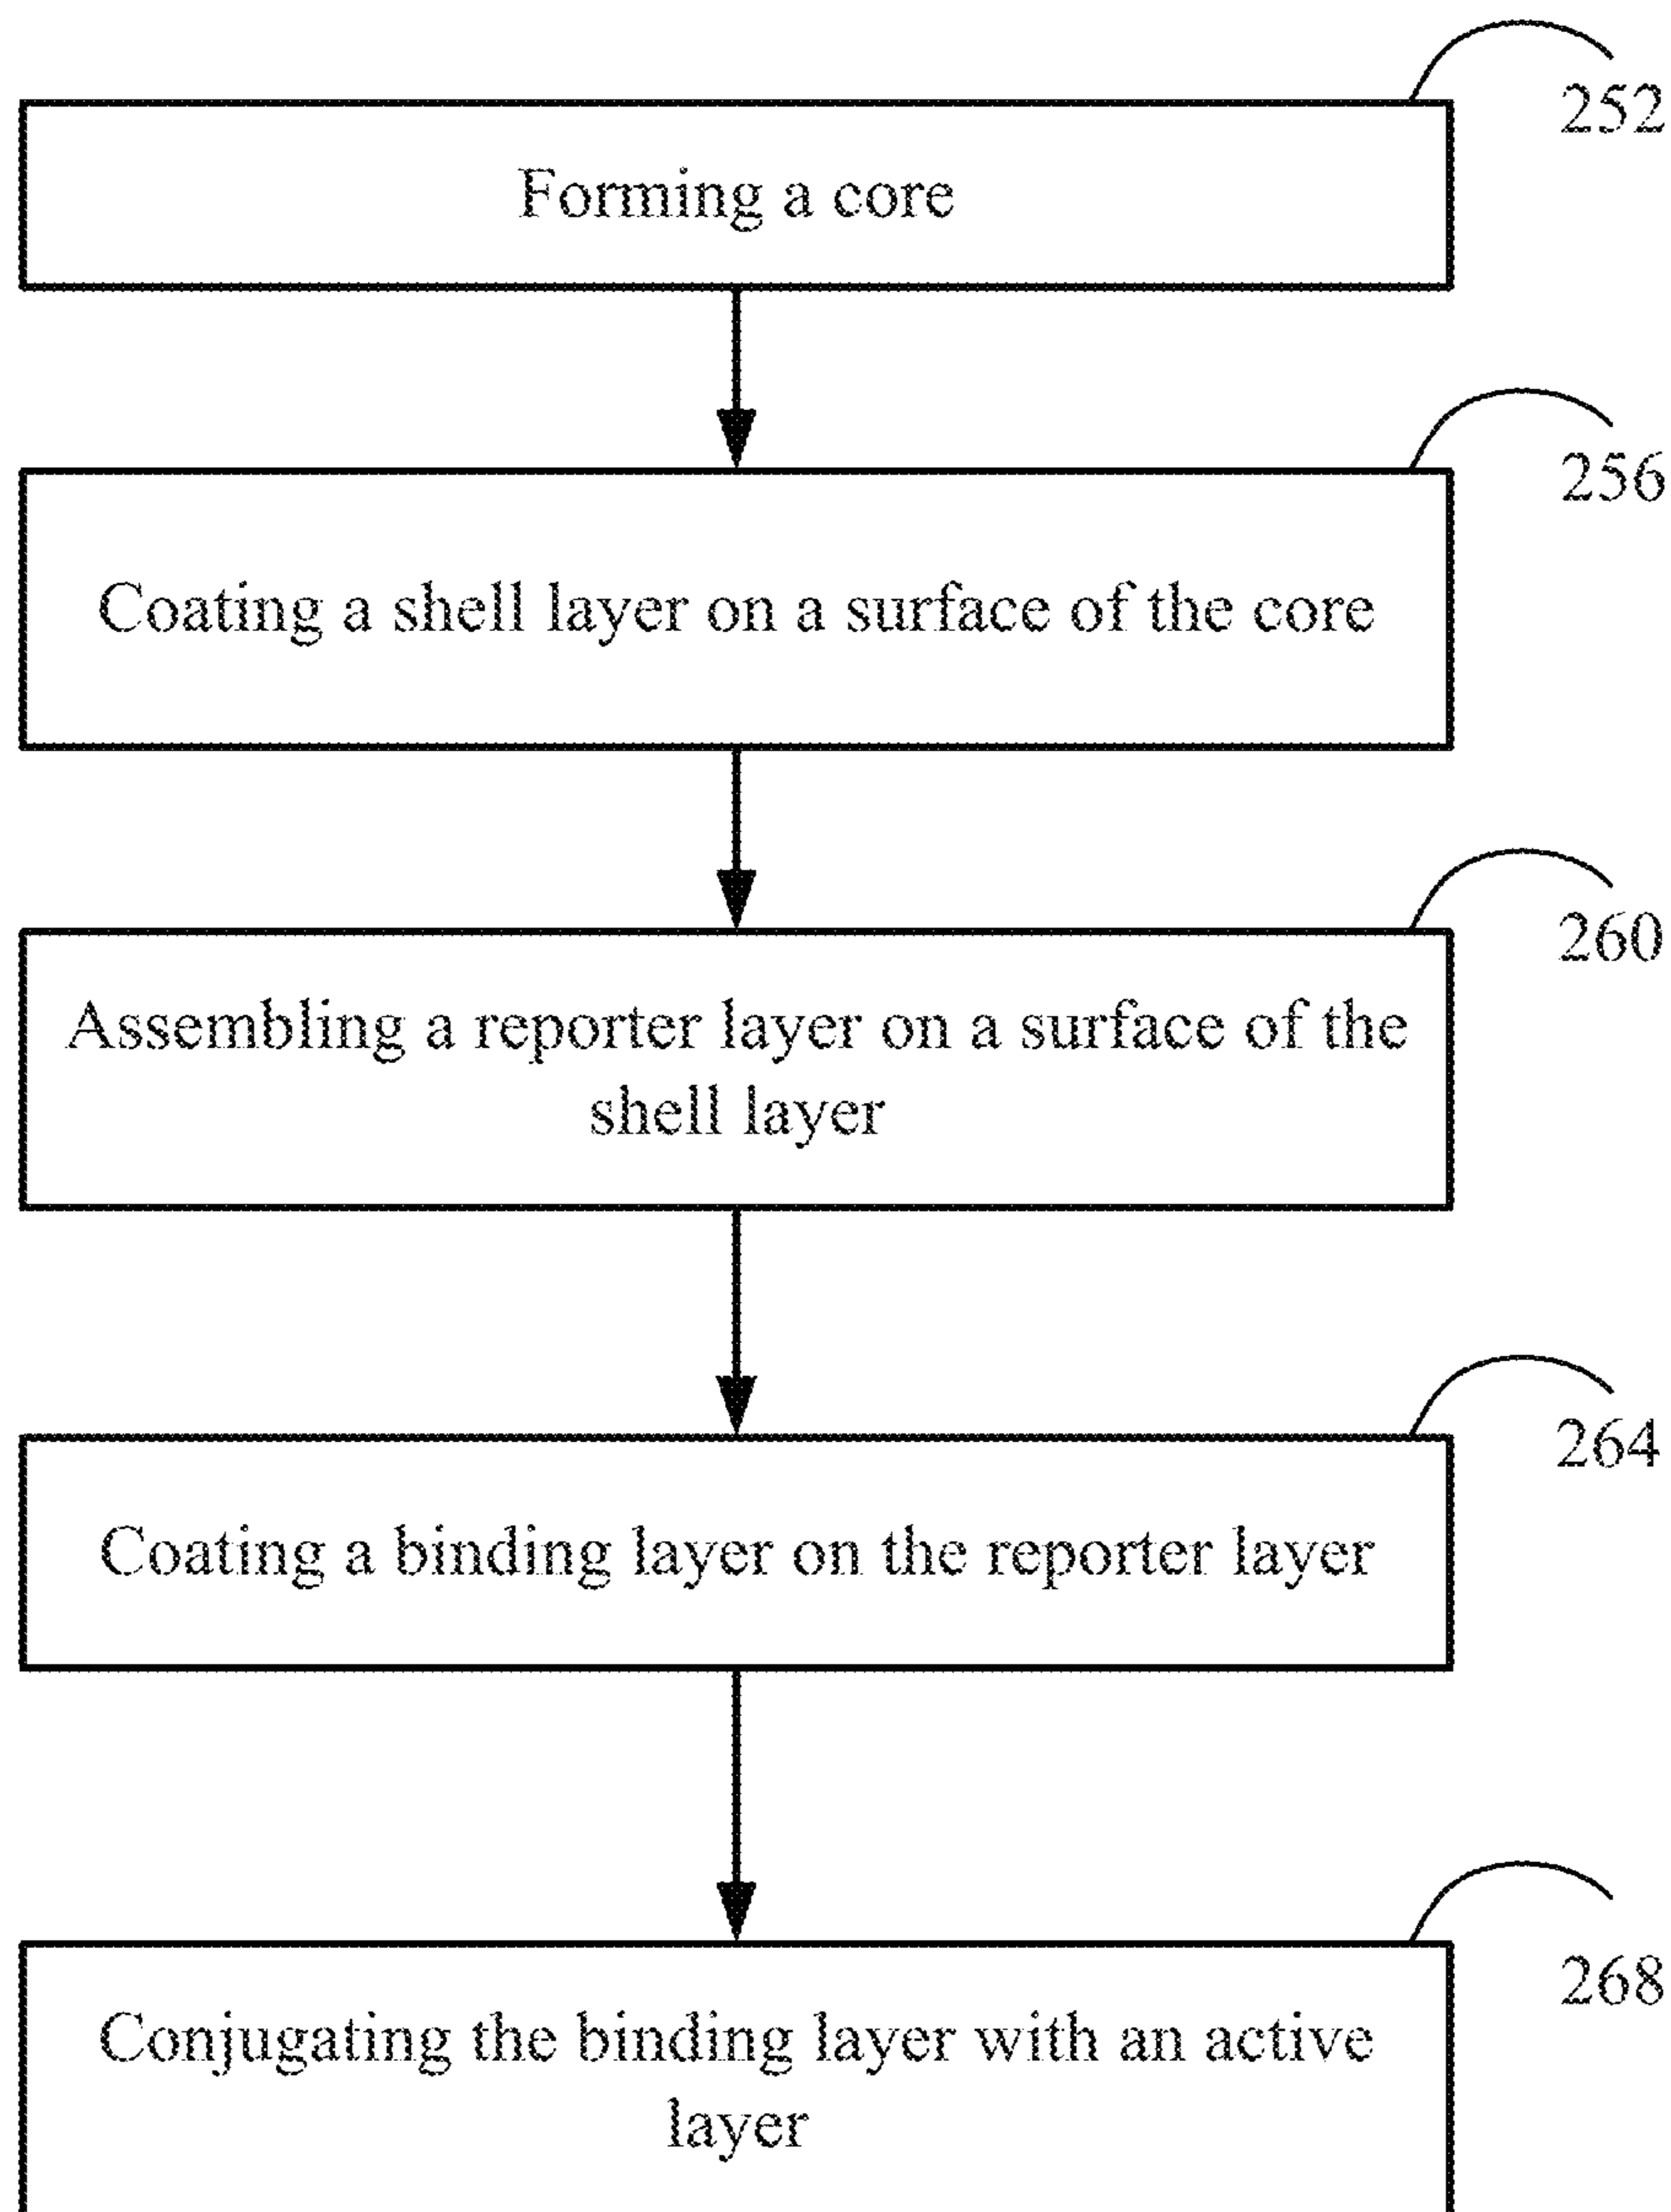 252
Forming a core
256
Coating a shell layer on a surface of the core
260
Assembling a reporter layer on a surface of the
shell layer
264
Coating a binding layer on the reporter layer
268
Conjugating the binding layer with an active
layer